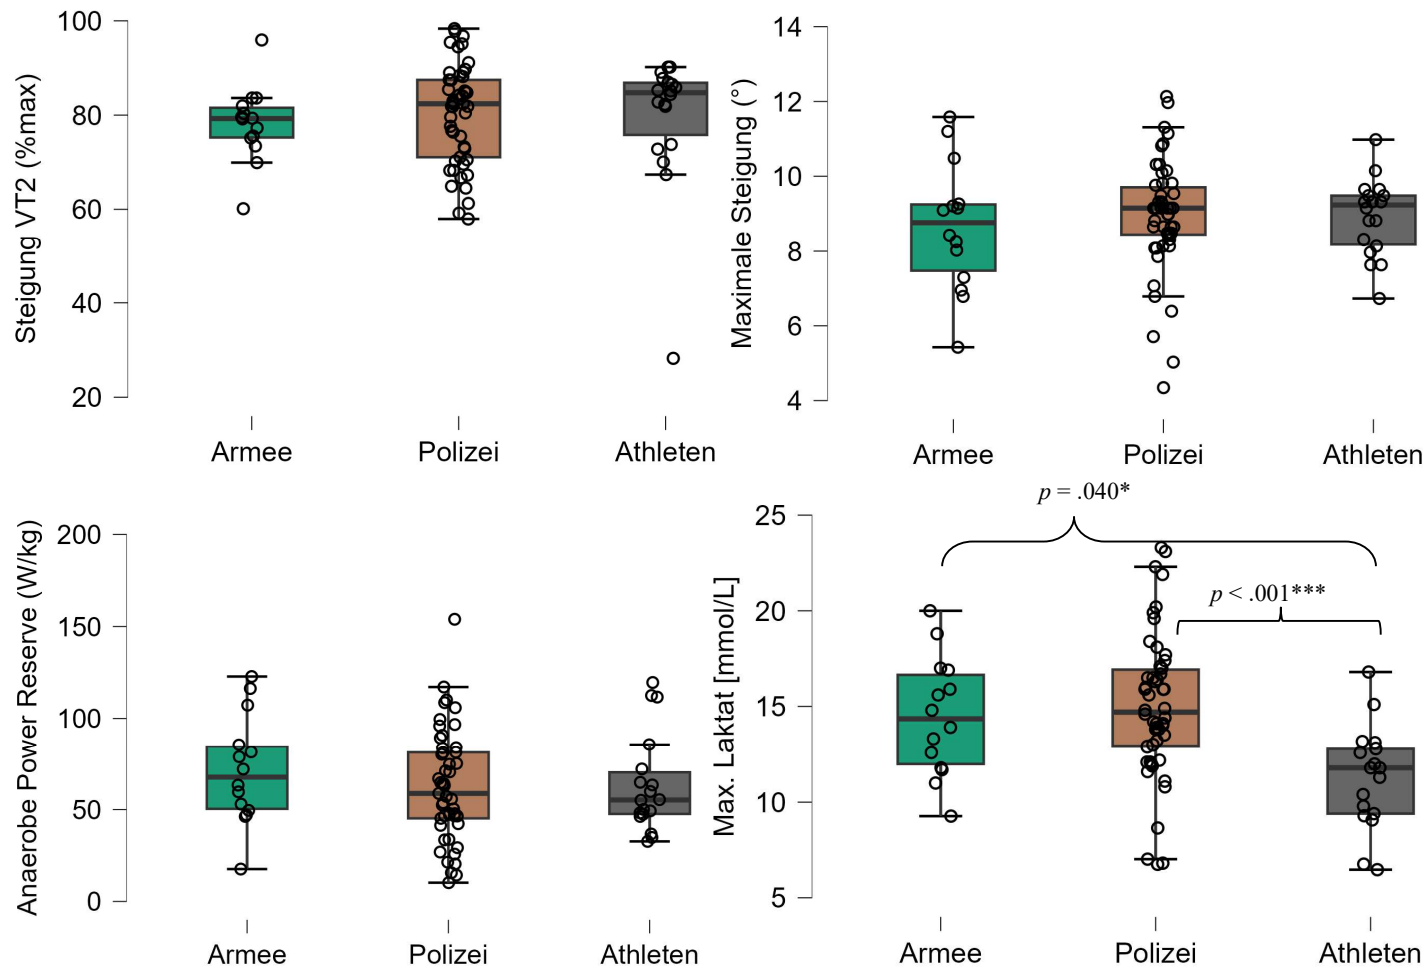 Steigung VT2 (%max)
100
80
60
40
20
Armee
Polizei
Athleten
Maximale Steigung (°)
14
12
10
8
6
4
Armee
Polizei
Athleten
Anaerobe Power Reserve (W/kg)
200
150
100
50
0
Armee
Polizei
Athleten
Max. Laktat [mmol/L]
25
20
15
10
5
p = .040*
p < .001***
Armee
Polizei
Athleten